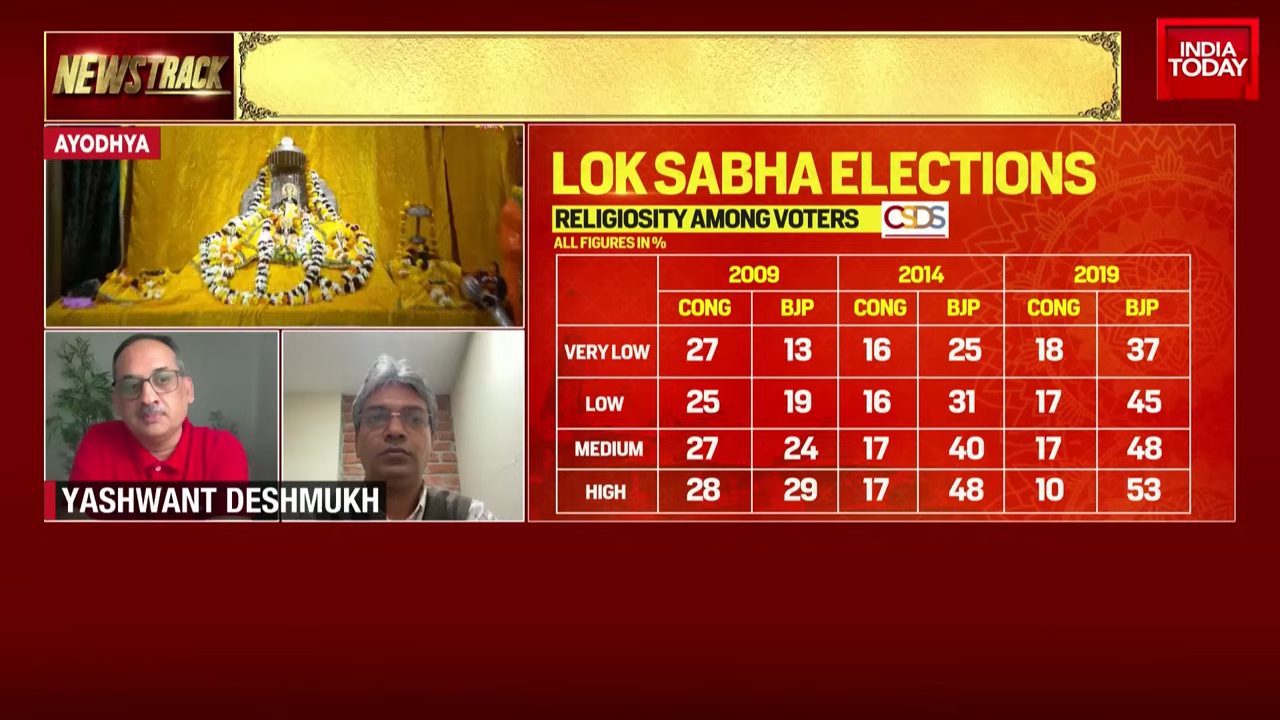 NEWSTRACK
INDIA
TODAY
AYODHYA
LOK SABHA ELECTIONS
RELIGIOSITY AMONG VOTERS CSDS
ALL FIGURES IN %
2009 2014 2019
CONG BJP CONG BJP CONG BJP
VERY LOW 27 13 16 25 18 37
LOW 25 19 16 31 17 45
MEDIUM 27 24 17 40 17 48
HIGH 28 29 17 48 10 53
YASHWANT DESHMUKH